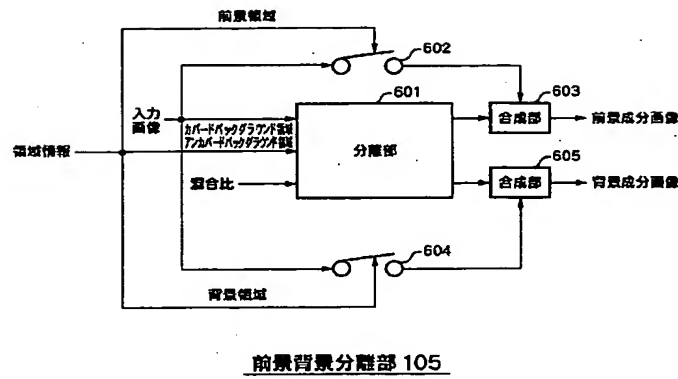 前景領域
602
601
603
入力
画像
カバードバックグラウンド領域
アンカバードバックグラウンド領域
分離部
合成部
前景成分画像
領域情報
605
混合比
合成部
背景成分画像
604
背景領域
前景背景分離部 105